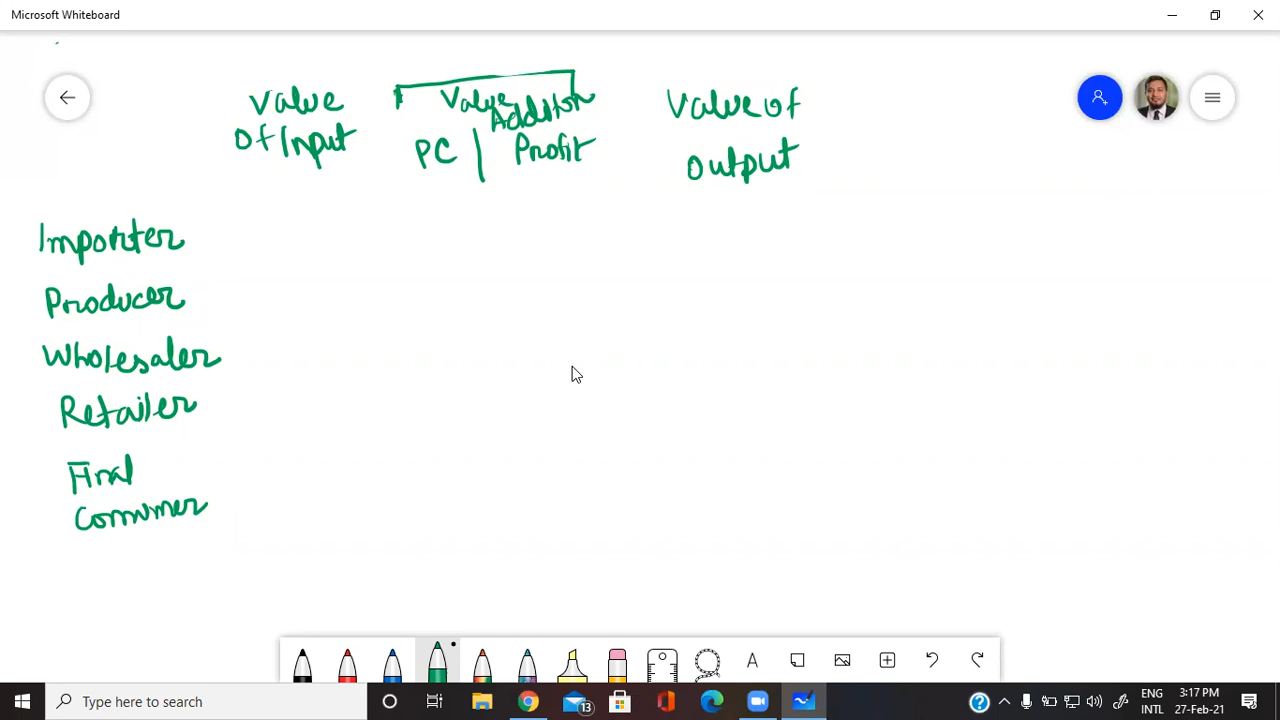 Microsoft Whiteboard
Value Value Addition Value of
Of Input PC | Profit Output
Importer
Producer
Wholesaler
Retailer
Final
Consumer
A
Type here to search
13
ENG 3:17 PM
INTL 27-Feb-21